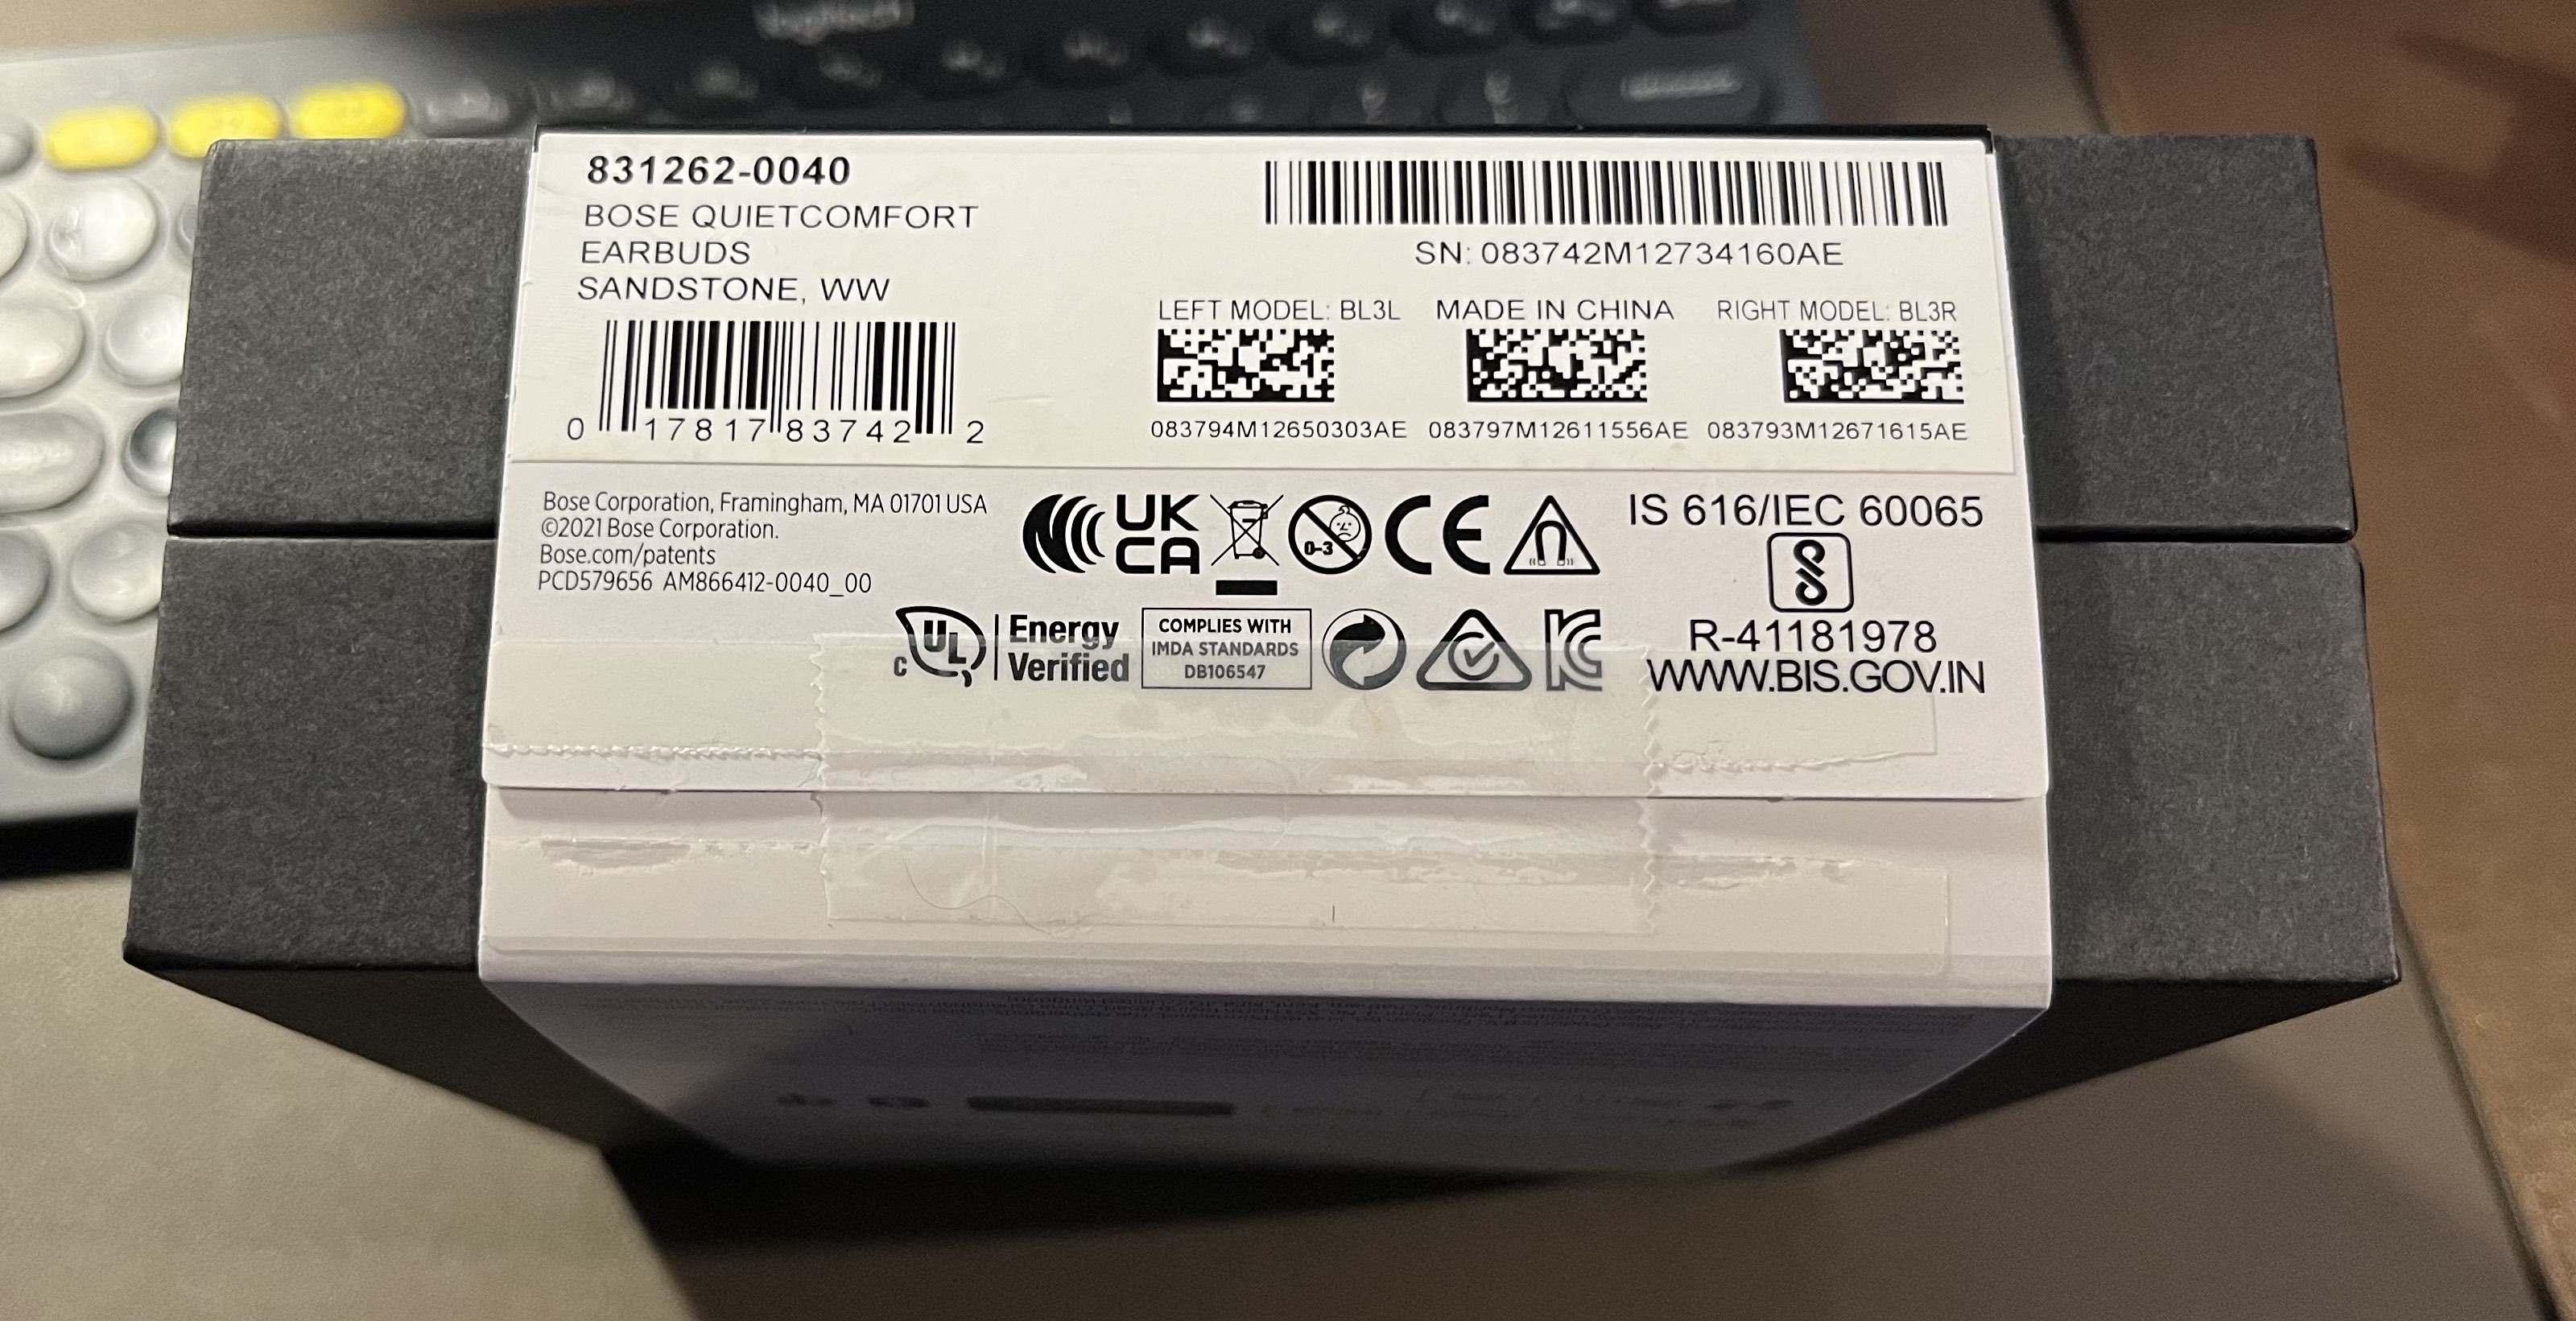 logitech
831262-0040
BOSE QUIETCOMFORT
EARBUDS
SANDSTONE, WW
0 17817 83742 2
SN: 083742M12734160AE
LEFT MODEL: BL3L
MADE IN CHINA
RIGHT MODEL: BL3R
083794M12650303AE
083797M12611556AE
083793M12671615AE
Bose Corporation, Framingham, MA 01701 USA
©2021 Bose Corporation.
Bose.com/patents
PCD579656 AM866412-0040_00
UK
CA
0-3
CE
IS 616/IEC 60065
R-41181978
WWW.BIS.GOV.IN
C UL
Energy
Verified
COMPLIES WITH
IMDA STANDARDS
DB106547